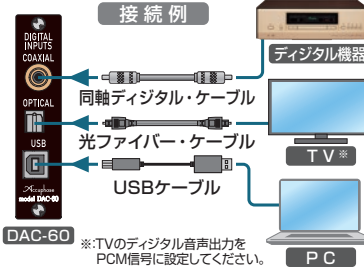 接続例
DIGITAL
INPUTS
COAXIAL
ディジタル機器
同軸ディジタル・ケーブル
OPTICAL
光ファイバー・ケーブル
TV※
USB
USBケーブル
Accuphase
model DAC-60
DAC-60
※:TVのディジタル音声出力を
PCM信号に設定してください。
PC